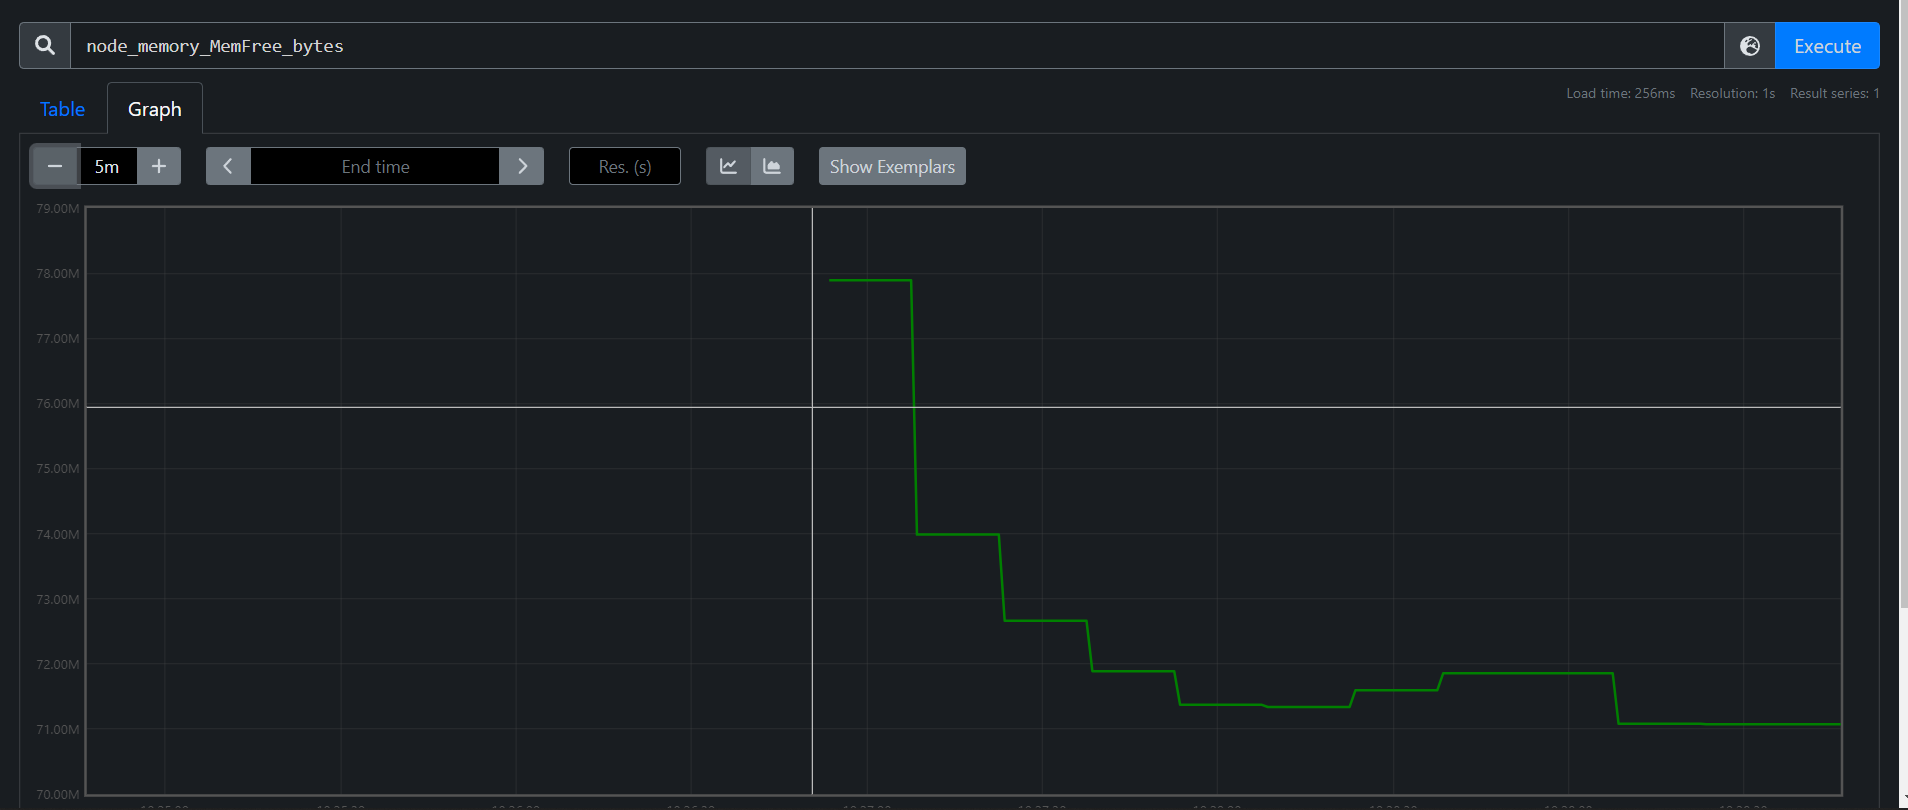 node_memory_MemFree_bytes
Execute
Table
Graph
Load time: 256ms Resolution: 1s Result series: 1
5m
End time
Res. (s)
Show Exemplars
79.00M
78.00M
77.00M
76.00M
75.00M
74.00M
73.00M
72.00M
71.00M
70.00M